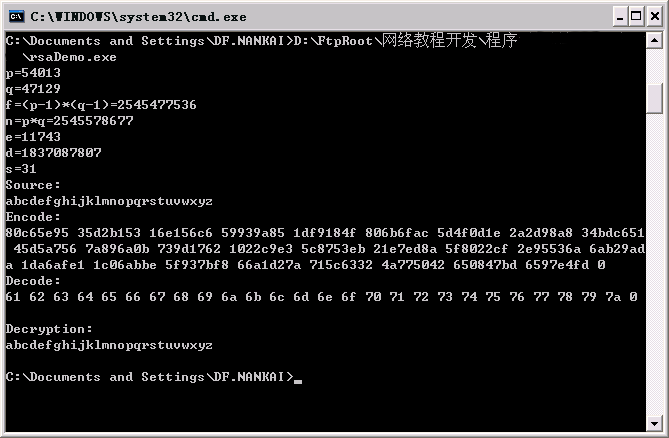 C:\WINDOWS\system32\cmd.exe
C:\Documents and Settings\DF.NANKAI>D:\FtpRoot\网络教程开发\程序
\rsaDemo.exe
p=54013
q=47129
f=(p-1)*(q-1)=2545477536
n=p*q=2545578677
e=11743
d=1837087807
s=31
Source:
abcdefghijklmnopqrstuvwxyz
Encode:
80c65e95 35d2b153 16e156c6 59939a85 1df9184f 806b6fac 5d4f0d1e 2a2d98a8 34bdc651
45d5a756 7a896a0b 739d1762 1022c9e3 5c8753eb 21e7ed8a 5f8022cf 2e95536a 6ab29ad
a 1da6afe1 1c06abbe 5f937bf8 66a1d27a 715c6332 4a775042 650847bd 6597e4fd 0
Decode:
61 62 63 64 65 66 67 68 69 6a 6b 6c 6d 6e 6f 70 71 72 73 74 75 76 77 78 79 7a 0
Decryption:
abcdefghijklmnopqrstuvwxyz
C:\Documents and Settings\DF.NANKAI>_